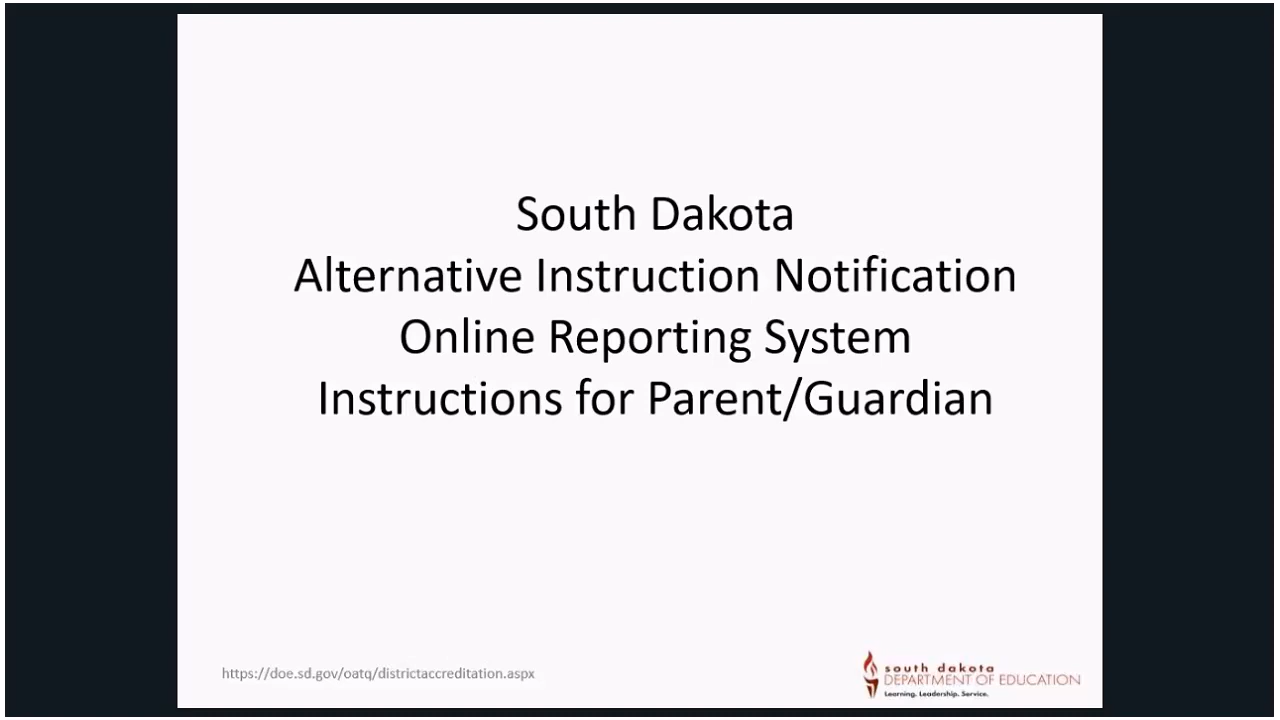 South Dakota
Alternative Instruction Notification
Online Reporting System
Instructions for Parent/Guardian
https://doe.sd.gov/oatq/districtaccreditation.aspx
south dakota
DEPARTMENT OF EDUCATION
Learning. Leadership. Service.